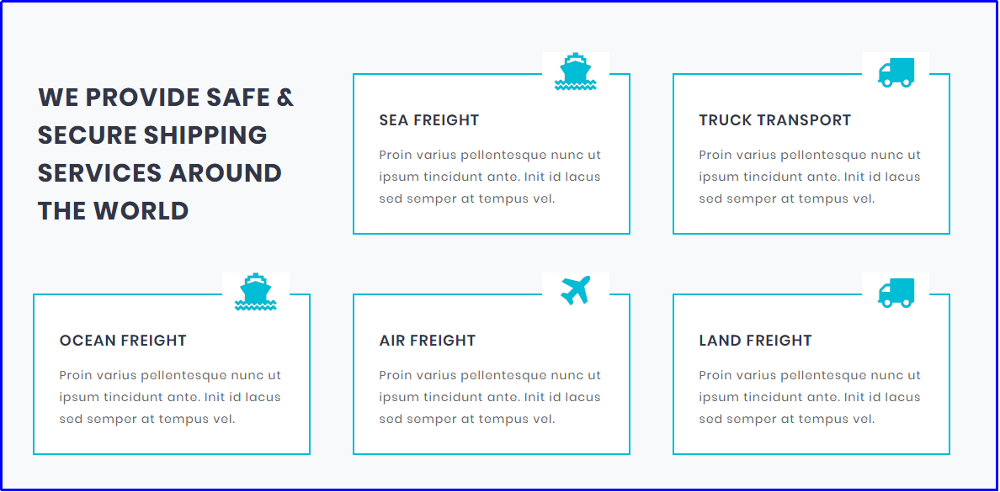 WE PROVIDE SAFE &
SECURE SHIPPING
SERVICES AROUND
THE WORLD
SEA FREIGHT
Proin varius pellentesque nunc ut
ipsum tincidunt ante. Init id lacus
sed semper at tempus vel.
TRUCK TRANSPORT
Proin varius pellentesque nunc ut
ipsum tincidunt ante. Init id lacus
sed semper at tempus vel.
OCEAN FREIGHT
Proin varius pellentesque nunc ut
ipsum tincidunt ante. Init id lacus
sed semper at tempus vel.
AIR FREIGHT
Proin varius pellentesque nunc ut
ipsum tincidunt ante. Init id lacus
sed semper at tempus vel.
LAND FREIGHT
Proin varius pellentesque nunc ut
ipsum tincidunt ante. Init id lacus
sed semper at tempus vel.